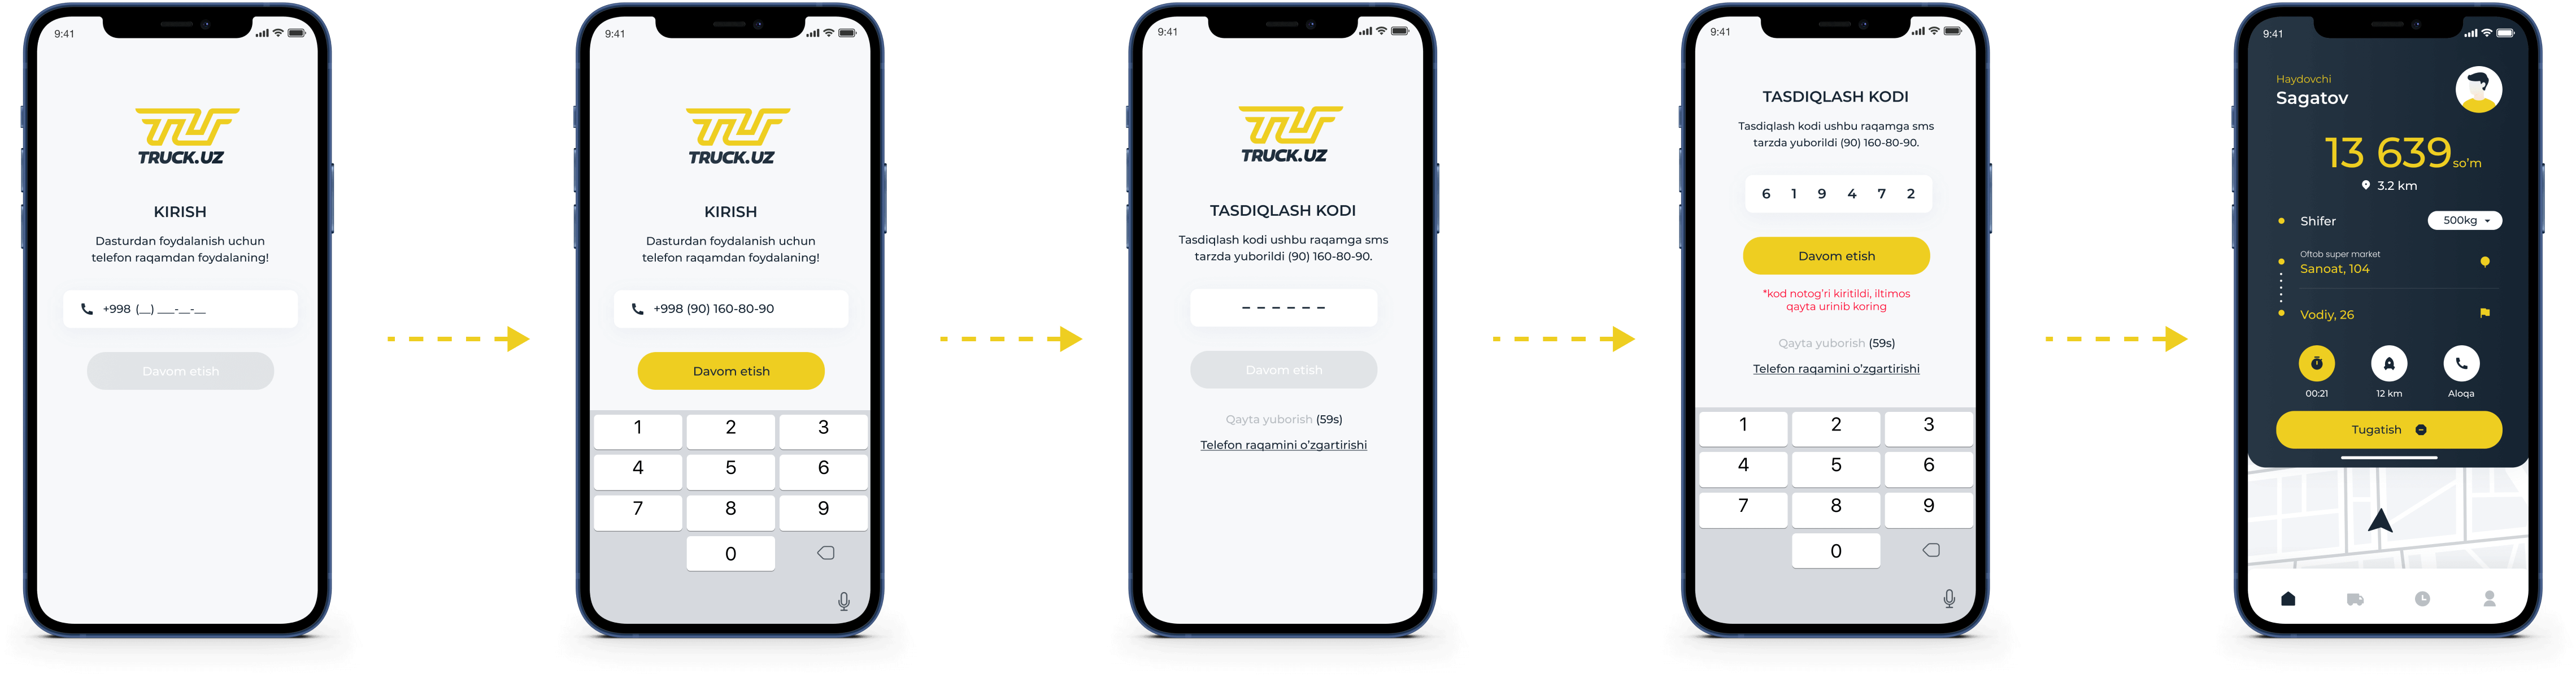 9:41
TRUCK.UZ
KIRISH
Dasturdan foydalanish uchun
telefon raqamdan foydalaning!
+998 (__) ___-__-__
Davom etish
9:41
TRUCK.UZ
KIRISH
Dasturdan foydalanish uchun
telefon raqamdan foydalaning!
+998 (90) 160-80-90
Davom etish
1 2 3
4 5 6
7 8 9
0
9:41
TRUCK.UZ
TASDIQLASH KODI
Tasdiqlash kodi ushbu raqamga sms
tarzda yuborildi (90) 160-80-90.
– – – – – –
Davom etish
Qayta yuborish (59s)
Telefon raqamini o'zgartirishi
9:41
TASDIQLASH KODI
Tasdiqlash kodi ushbu raqamga sms
tarzda yuborildi (90) 160-80-90.
6 1 9 4 7 2
Davom etish
*kod notog'ri kiritildi, iltimos
qayta urinib koring
Qayta yuborish (59s)
Telefon raqamini o'zgartirishi
1 2 3
4 5 6
7 8 9
0
9:41
Haydovchi
Sagatov
13 639 so'm
3.2 km
Shifer 500kg
Oftob super market
Sanoat, 104
Vodiy, 26
00:21 12 km Aloqa
Tugatish